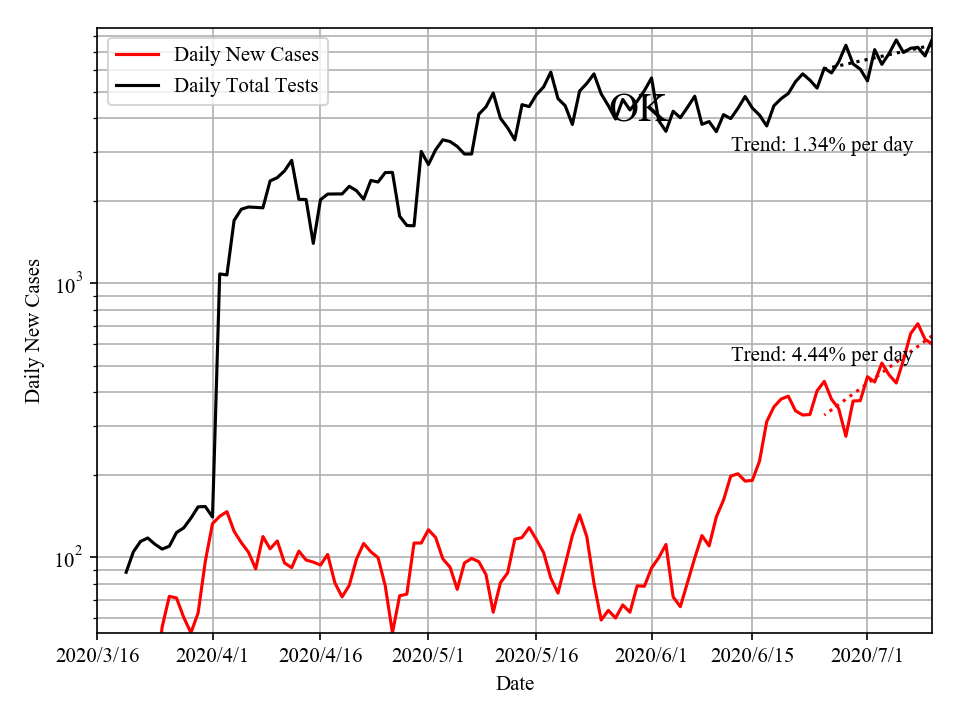 Daily New Cases
Daily Total Tests
OK
Trend: 1.34% per day
Trend: 4.44% per day
Daily New Cases
10³
10²
2020/3/16 2020/4/1 2020/4/16 2020/5/1 2020/5/16 2020/6/1 2020/6/15 2020/7/1
Date